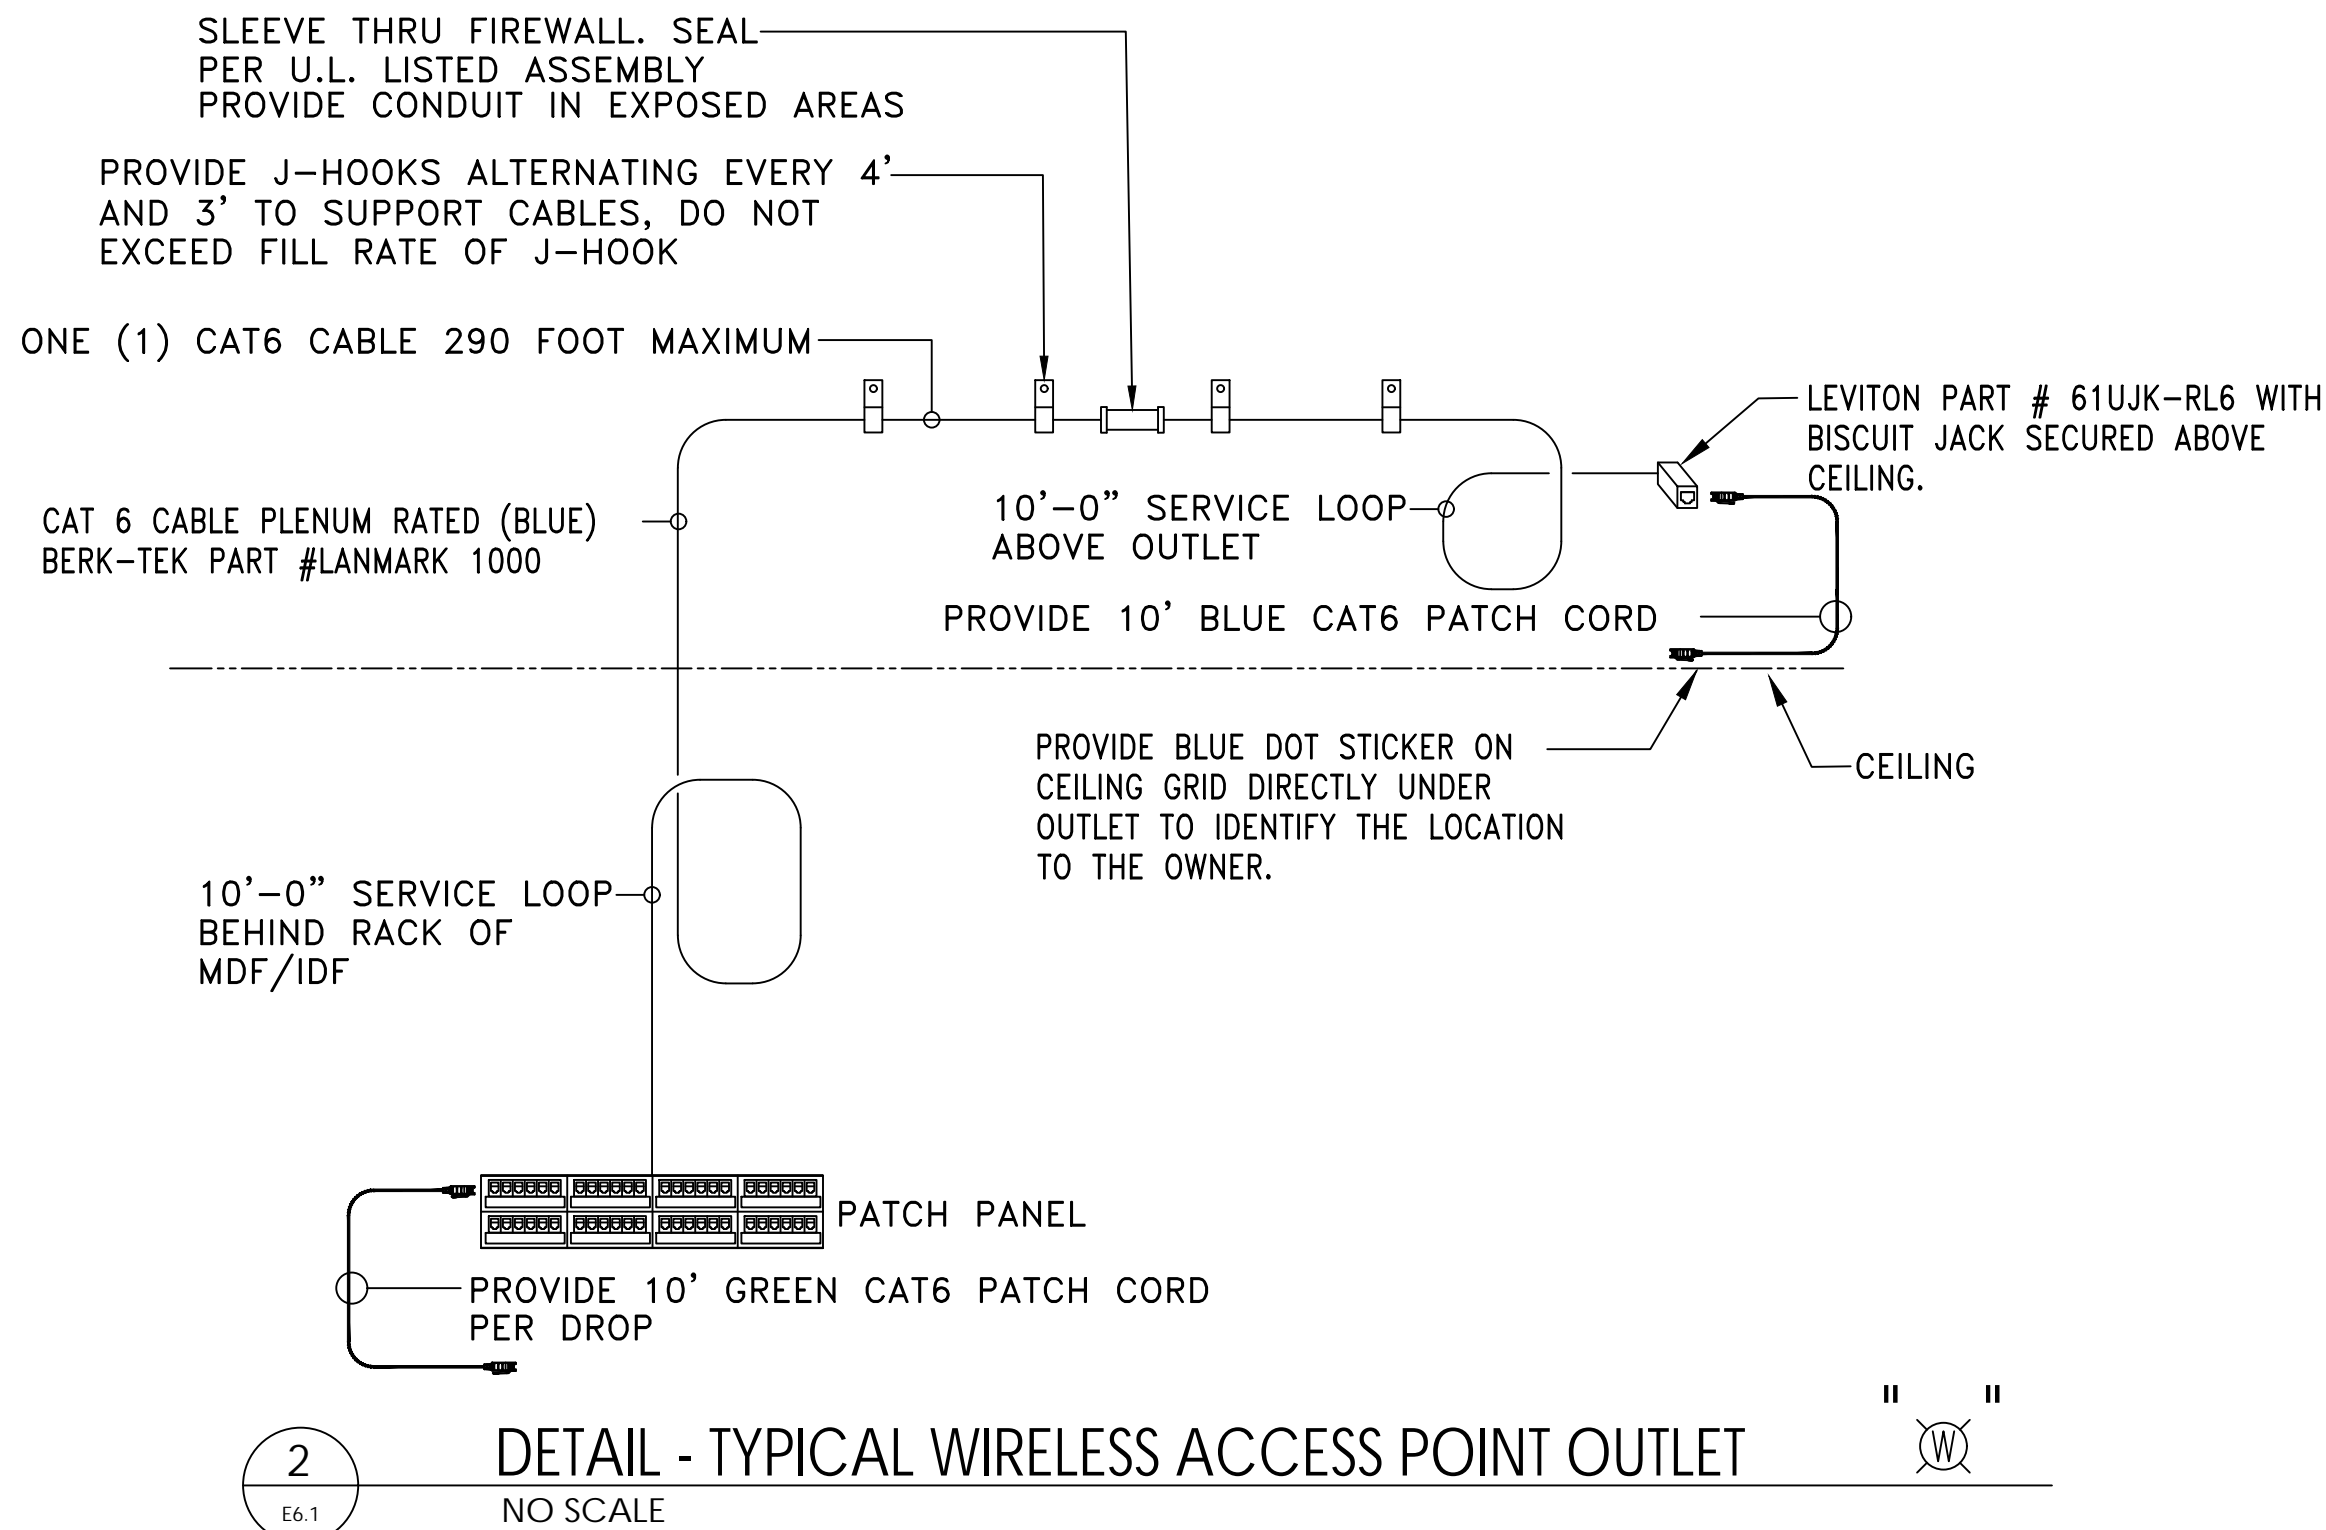 SLEEVE THRU FIREWALL. SEAL
PER U.L. LISTED ASSEMBLY
PROVIDE CONDUIT IN EXPOSED AREAS
PROVIDE J-HOOKS ALTERNATING EVERY 4'
AND 3' TO SUPPORT CABLES, DO NOT
EXCEED FILL RATE OF J-HOOK
ONE (1) CAT6 CABLE 290 FOOT MAXIMUM
LEVITON PART # 61UJK-RL6 WITH
BISCUIT JACK SECURED ABOVE
CEILING.
CAT 6 CABLE PLENUM RATED (BLUE)
BERK-TEK PART #LANMARK 1000
10'-0" SERVICE LOOP
ABOVE OUTLET
PROVIDE 10' BLUE CAT6 PATCH CORD
PROVIDE BLUE DOT STICKER ON
CEILING GRID DIRECTLY UNDER
OUTLET TO IDENTIFY THE LOCATION
TO THE OWNER.
CEILING
10'-0" SERVICE LOOP
BEHIND RACK OF
MDF/IDF
PATCH PANEL
PROVIDE 10' GREEN CAT6 PATCH CORD
PER DROP
2
E6.1
DETAIL - TYPICAL WIRELESS ACCESS POINT OUTLET "W"
NO SCALE